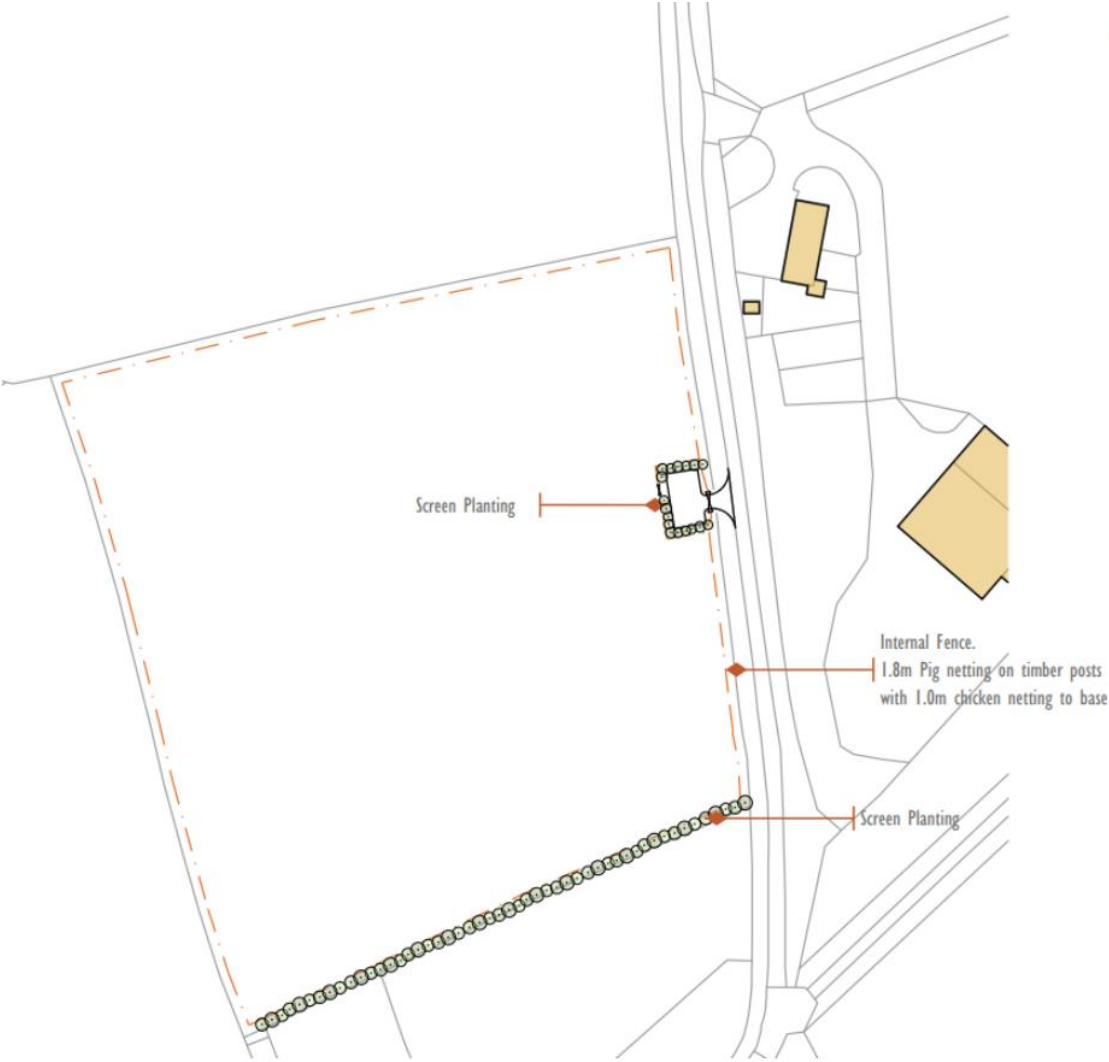 Screen Planting
Internal Fence.
1.8m Pig netting on timber posts
with 1.0m chicken netting to base
Screen Planting